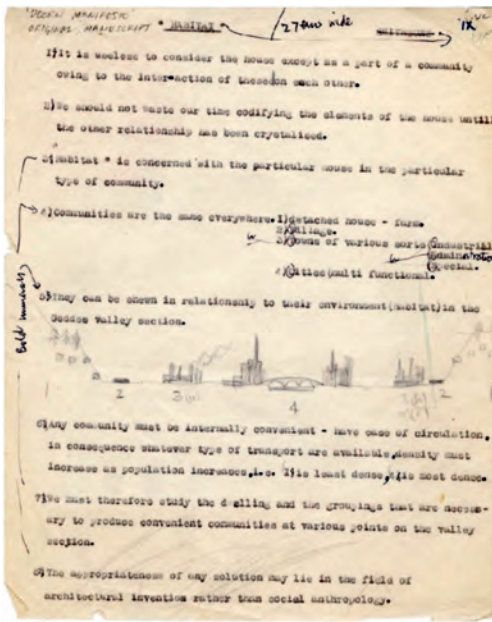 "DOORN MANIFESTO"
ORIGINAL MANUSCRIPT " HABITAT " 27 ems wide
1)It is useless to consider the house except as a part of a community
owing to the inter-action of these on each other.
2)We should not waste our time codifying the elements of the house until
the other relationship has been crystalised.
3)Habitat " is concerned with the particular house in the particular
type of community.
4)Communities are the same everywhere. 1)detached house - farm.
2)Village.
3)Towns of various sorts (Industrial
(Administrative
(Special.
4)Cities (multi functional.
5)They can be shewn in relationship to their environment (habitat) in the
Geddes valley section.
Bold numerals
2 3(a) 4 2
6)Any community must be internally convenient - have ease of circulation,
in consequence whatever type of transport are available, density must
increase as population increases, i.e. 1)is least dense, 4)is most dense.
7)We must therefore study the dwelling and the groupings that are necess-
ary to produce convenient communities at various points on the valley
section.
8)The appropriateness of any solution may lie in the field of
architectural invention rather than social anthropology.